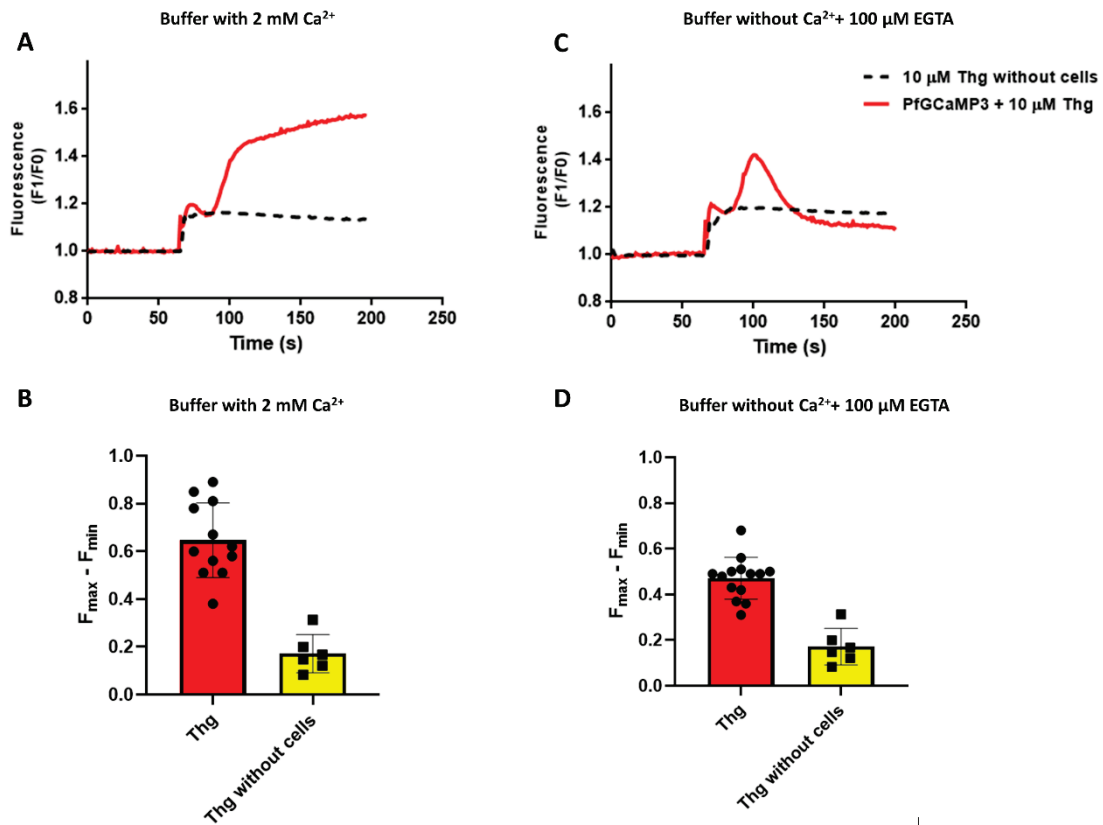 Buffer with 2 mM Ca²⁺
A
Fluorescence
(F1/F0)
1.6
1.4
1.2
1.0
0.8
0
50
100
150
200
250
Time (s)
Buffer without Ca²⁺+ 100 µM EGTA
C
10 µM Thg without cells
PfGCaMP3 + 10 µM Thg
Fluorescence
(F1/F0)
1.6
1.4
1.2
1.0
0.8
0
50
100
150
200
250
Time (s)
B
Buffer with 2 mM Ca²⁺
Fmax - Fmin
1.0
0.8
0.6
0.4
0.2
0.0
Thg
Thg without cells
D
Buffer without Ca²⁺+ 100 µM EGTA
Fmax - Fmin
1.0
0.8
0.6
0.4
0.2
0.0
Thg
Thg without cells